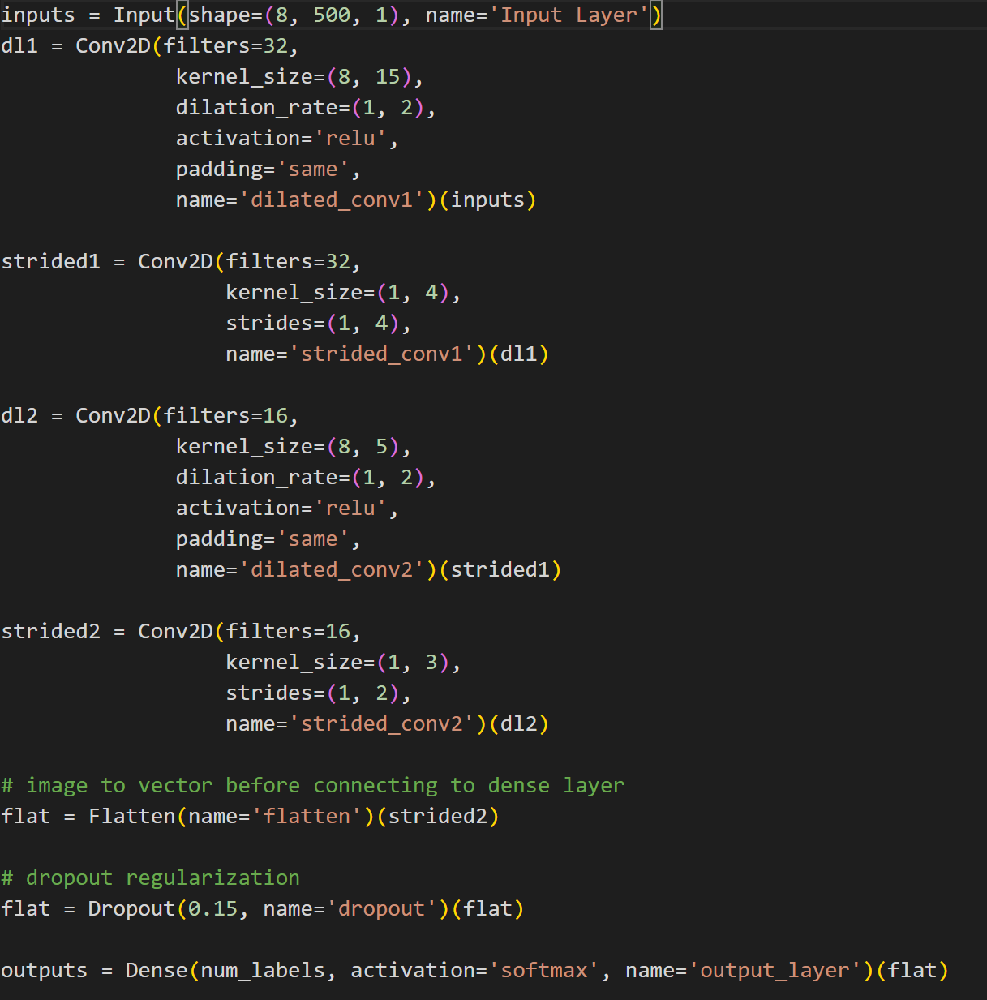 inputs = Input(shape=(8, 500, 1), name='Input Layer')
dl1 = Conv2D(filters=32,
              kernel_size=(8, 15),
              dilation_rate=(1, 2),
              activation='relu',
              padding='same',
              name='dilated_conv1')(inputs)

strided1 = Conv2D(filters=32,
                  kernel_size=(1, 4),
                  strides=(1, 4),
                  name='strided_conv1')(dl1)

dl2 = Conv2D(filters=16,
              kernel_size=(8, 5),
              dilation_rate=(1, 2),
              activation='relu',
              padding='same',
              name='dilated_conv2')(strided1)

strided2 = Conv2D(filters=16,
                  kernel_size=(1, 3),
                  strides=(1, 2),
                  name='strided_conv2')(dl2)

# image to vector before connecting to dense layer
flat = Flatten(name='flatten')(strided2)

# dropout regularization
flat = Dropout(0.15, name='dropout')(flat)

outputs = Dense(num_labels, activation='softmax', name='output_layer')(flat)